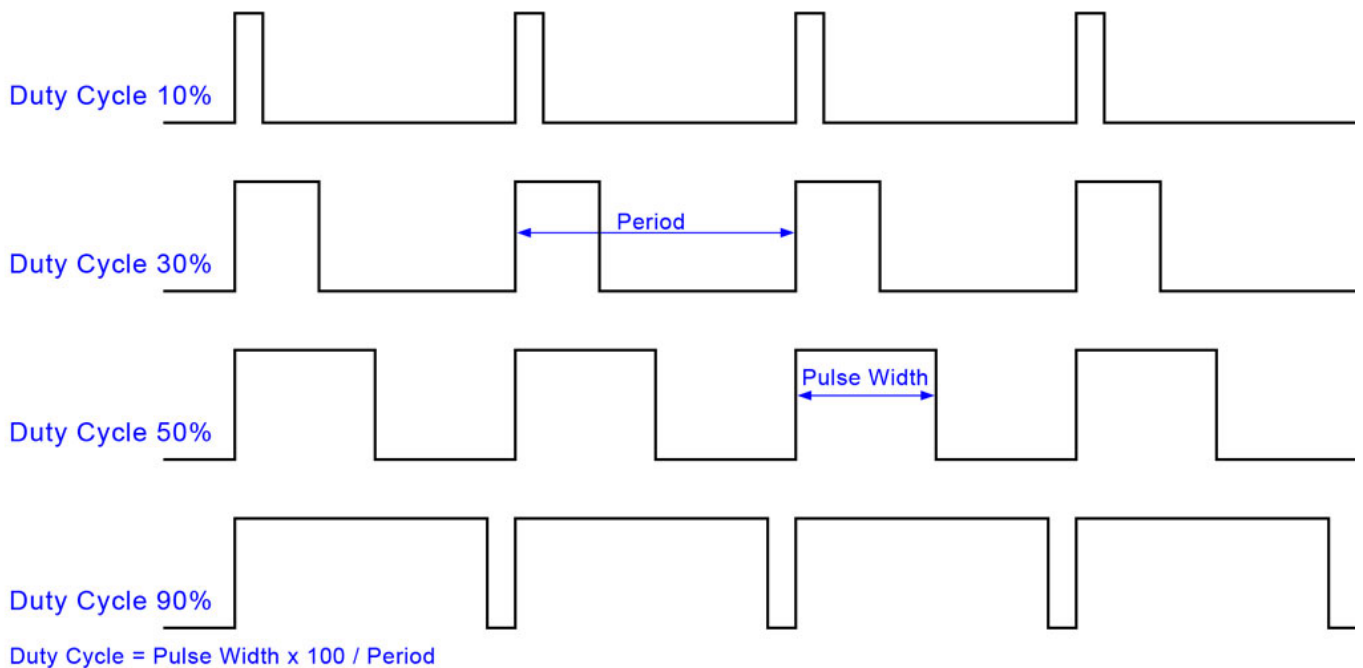 Duty Cycle 10%
Period
Duty Cycle 30%
Pulse Width
Duty Cycle 50%
Duty Cycle 90%
Duty Cycle = Pulse Width x 100 / Period